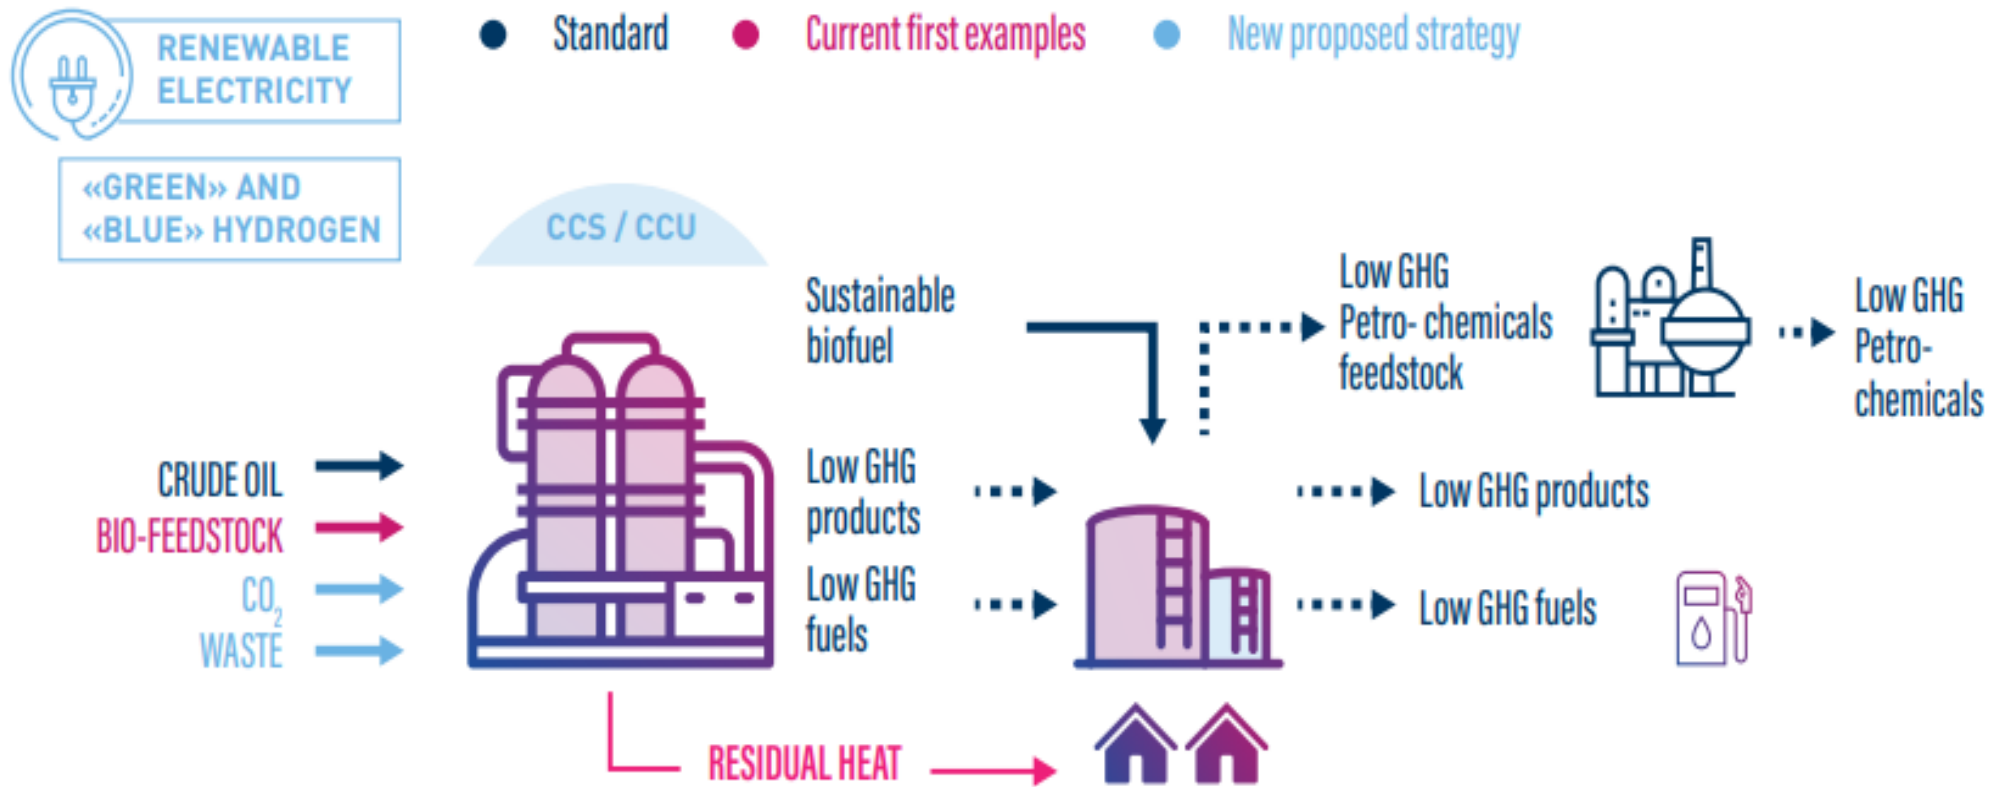 RENEWABLE
ELECTRICITY
Standard
Current first examples
New proposed strategy
«GREEN» AND
«BLUE» HYDROGEN
CCS / CCU
Sustainable
biofuel
Low GHG
Petro- chemicals
feedstock
Low GHG
Petro-
chemicals
CRUDE OIL
BIO-FEEDSTOCK
CO₂
WASTE
Low GHG
products
Low GHG
fuels
Low GHG products
Low GHG fuels
RESIDUAL HEAT